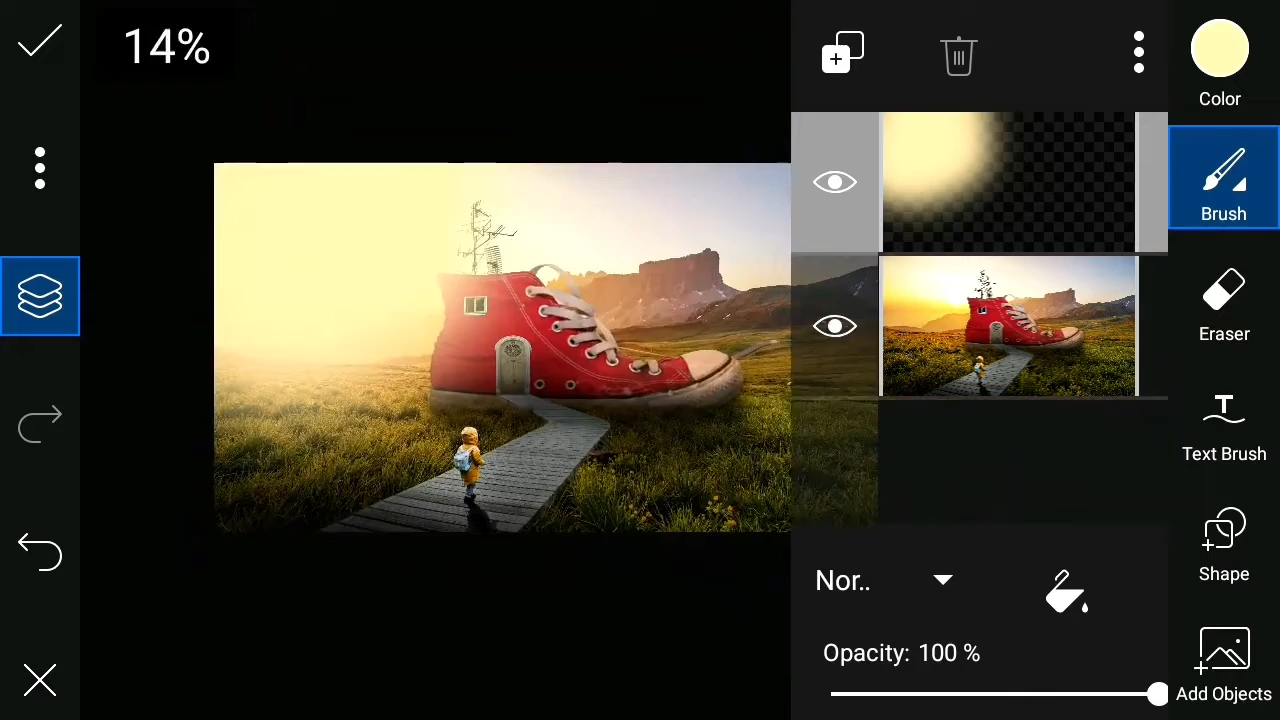 14%
Color
Brush
Eraser
T
Text Brush
Shape
Nor..
Opacity: 100 %
Add Objects